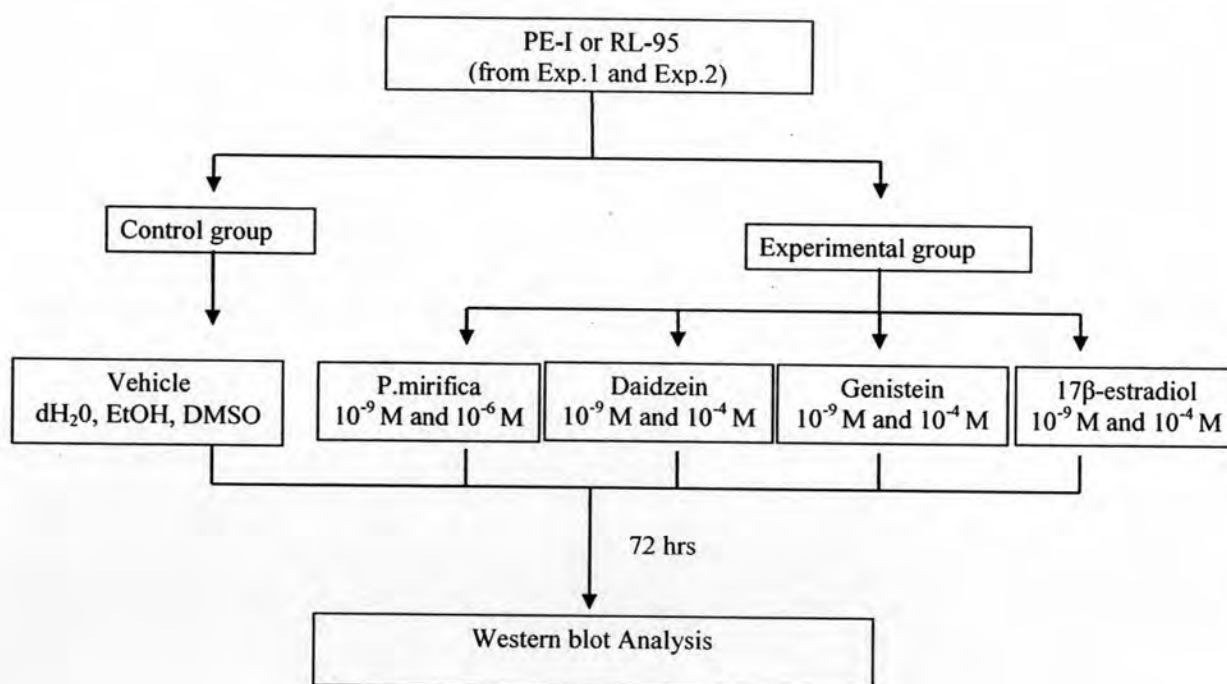 PE-I or RL-95
(from Exp.1 and Exp.2)
Control group
Experimental group
Vehicle
dH₂0, EtOH, DMSO
P.mirifica
10⁻⁹ M and 10⁻⁶ M
Daidzein
10⁻⁹ M and 10⁻⁴ M
Genistein
10⁻⁹ M and 10⁻⁴ M
17β-estradiol
10⁻⁹ M and 10⁻⁴ M
72 hrs
Western blot Analysis